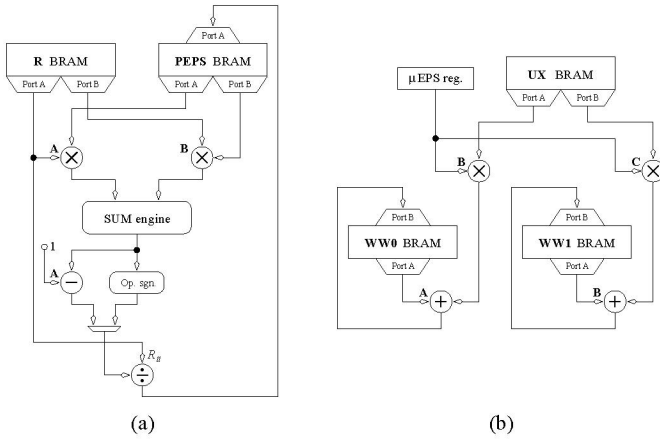 Port A
R BRAM
PEPS BRAM
Port A
Port B
Port A
Port B
A
B
SUM engine
1
A
Op. sgn.
R_ii
(a)
μEPS reg.
UX BRAM
Port A
Port B
B
C
Port B
WW0 BRAM
Port A
A
Port B
WW1 BRAM
Port A
B
(b)